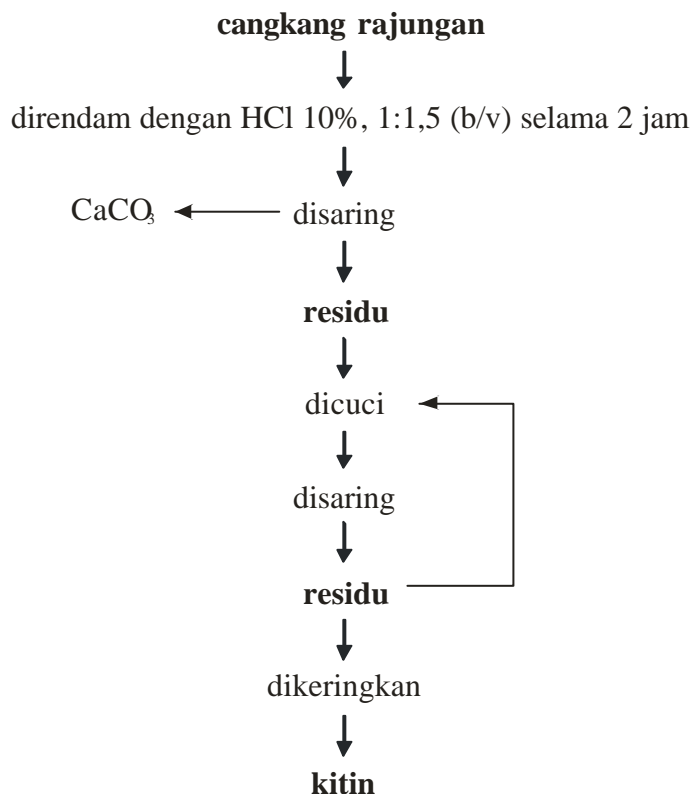 cangkang rajungan
direndam dengan HCl 10%, 1:1,5 (b/v) selama 2 jam
CaCO₃
disaring
residu
dicuci
disaring
residu
dikeringkan
kitin